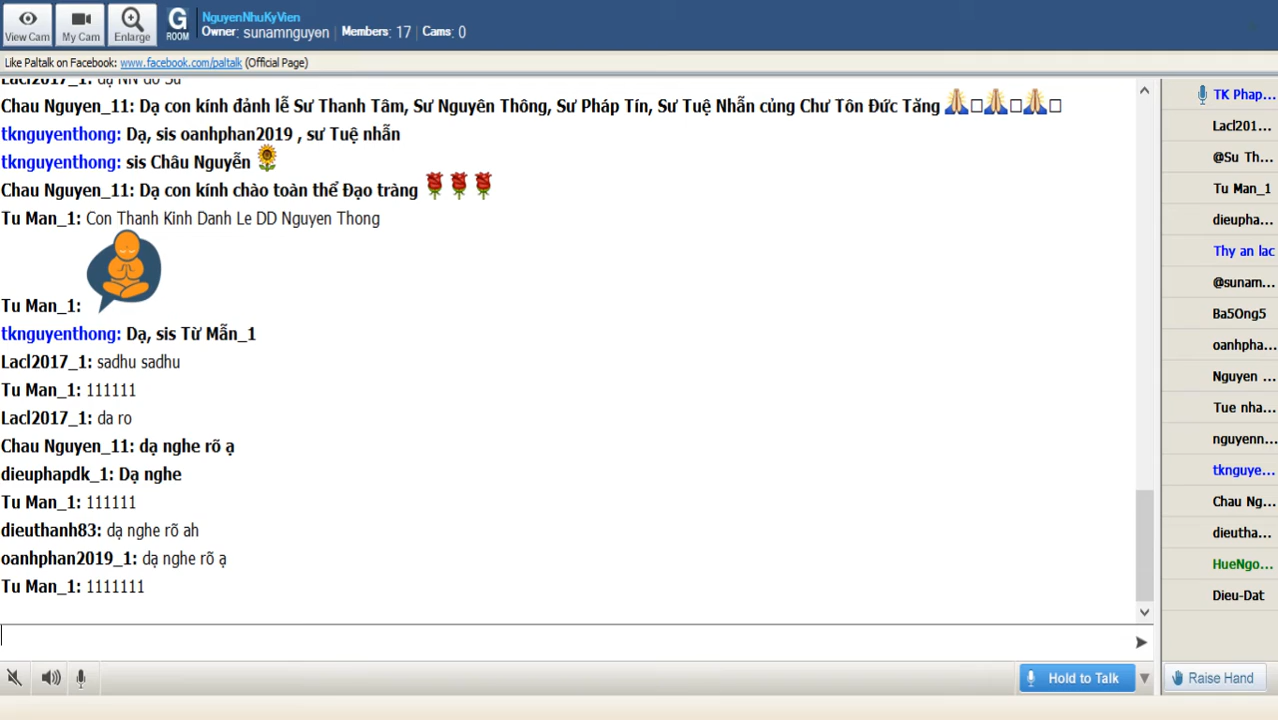 View Cam
My Cam
Enlarge
G
ROOM
NguyenNhuKyVien
Owner: sunamnguyen Members: 17 Cams: 0
Like Paltalk on Facebook: www.facebook.com/paltalk (Official Page)
Lacl2017_1: dạ NN do Su
Chau Nguyen_11: Dạ con kính đảnh lễ Sư Thanh Tâm, Sư Nguyên Thông, Sư Pháp Tín, Sư Tuệ Nhẫn củng Chư Tôn Đức Tăng
tknguyenthong: Dạ, sis oanhphan2019 , sư Tuệ nhẫn
tknguyenthong: sis Châu Nguyễn
Chau Nguyen_11: Dạ con kính chào toàn thể Đạo tràng
Tu Man_1: Con Thanh Kinh Danh Le DD Nguyen Thong
Tu Man_1:
tknguyenthong: Dạ, sis Từ Mẫn_1
Lacl2017_1: sadhu sadhu
Tu Man_1: 111111
Lacl2017_1: da ro
Chau Nguyen_11: dạ nghe rõ ạ
dieuphapdk_1: Dạ nghe
Tu Man_1: 111111
dieuthanh83: dạ nghe rõ ah
oanhphan2019_1: dạ nghe rõ ạ
Tu Man_1: 1111111
TK Phap...
Lacl201...
@Su Th...
Tu Man_1
dieupha...
Thy an lac
@sunam...
Ba5Ong5
oanhpha...
Nguyen ...
Tue nha...
nguyenn...
tknguye...
Chau Ng...
dieutha...
HueNgo...
Dieu-Dat
Hold to Talk
Raise Hand